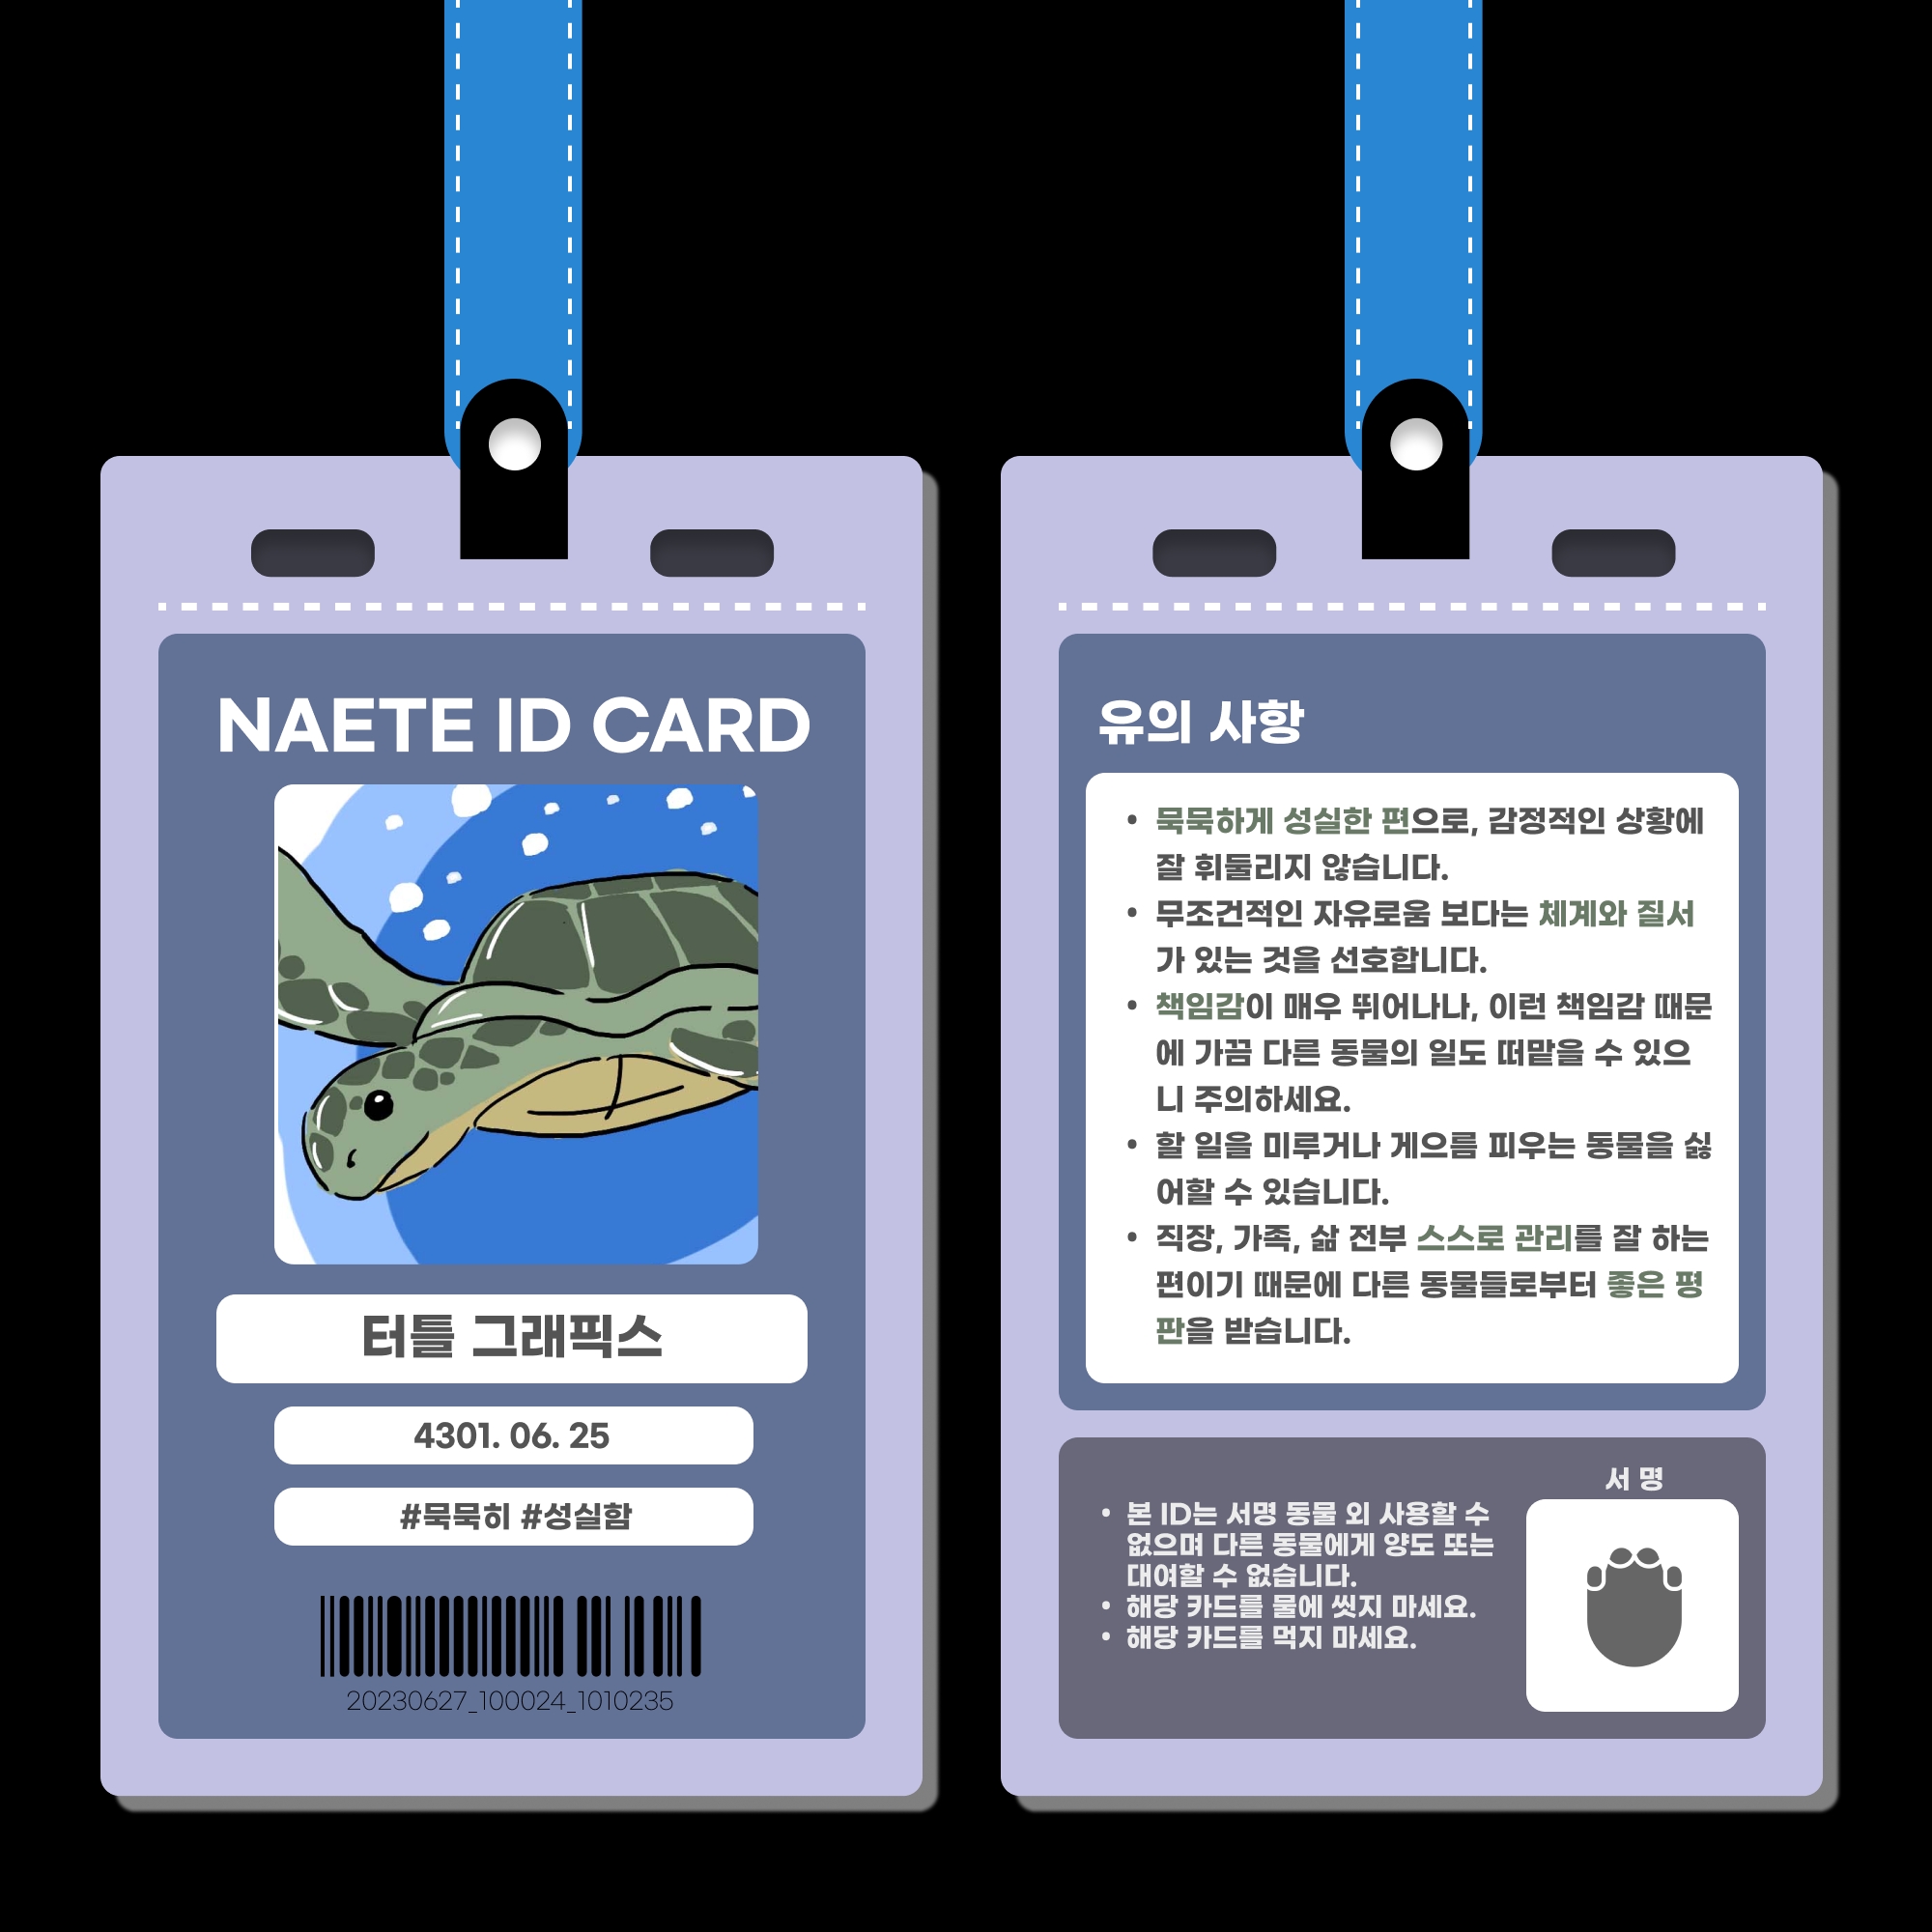 NAETE ID CARD
터틀 그래픽스
4301. 06. 25
#묵묵히 #성실함
20230627_100024_1010235
유의 사항
• 묵묵하게 성실한 편으로, 감정적인 상황에
잘 휘둘리지 않습니다.
• 무조건적인 자유로움 보다는 체계와 질서
가 있는 것을 선호합니다.
• 책임감이 매우 뛰어나나, 이런 책임감 때문
에 가끔 다른 동물의 일도 떠맡을 수 있으
니 주의하세요.
• 할 일을 미루거나 게으름 피우는 동물을 싫
어할 수 있습니다.
• 직장, 가족, 삶 전부 스스로 관리를 잘 하는
편이기 때문에 다른 동물들로부터 좋은 평
판을 받습니다.
• 본 ID는 서명 동물 외 사용할 수
없으며 다른 동물에게 양도 또는
대여할 수 없습니다.
• 해당 카드를 물에 씻지 마세요.
• 해당 카드를 먹지 마세요.
서 명